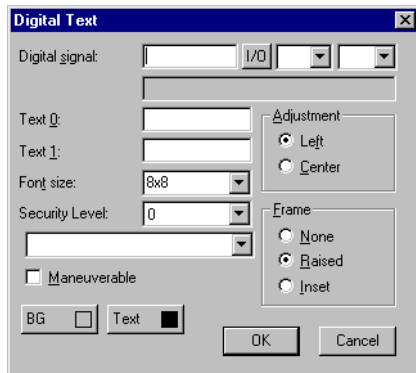 Digital Text
Digital signal: I/O
Text 0:
Text 1:
Font size: 8x8
Security Level: 0
Maneuverable
BG Text
Adjustment
Left
Center
Frame
None
Raised
Inset
OK Cancel